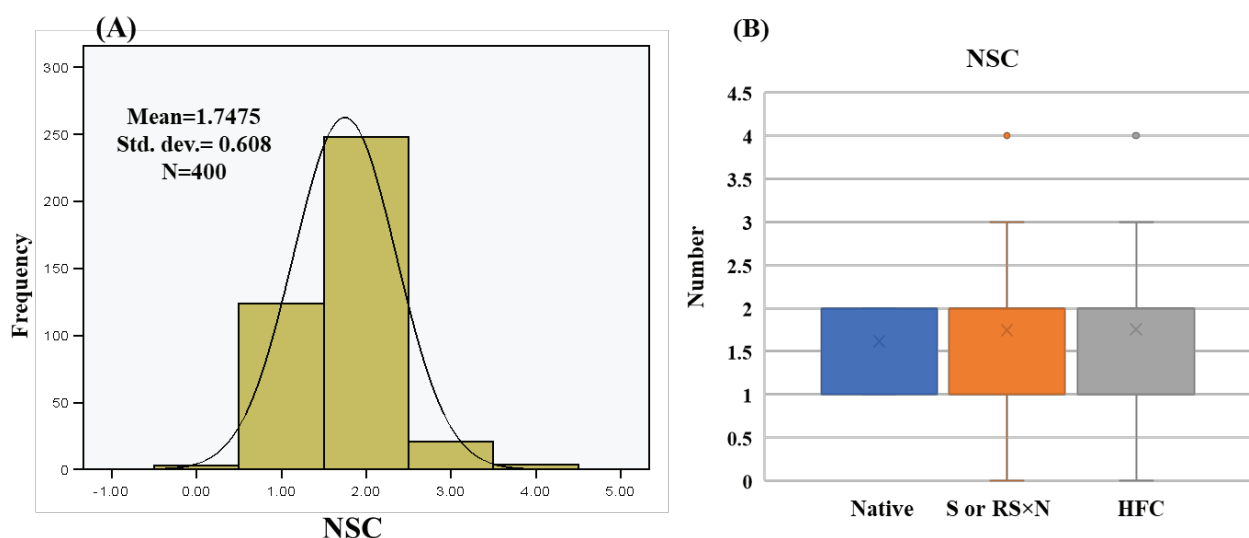 (A)
Mean=1.7475
Std. dev.= 0.608
N=400
Frequency
300
250
200
150
100
50
0
-1.00 0.00 1.00 2.00 3.00 4.00 5.00
NSC
(B)
NSC
Number
4.5
4
3.5
3
2.5
2
1.5
1
0.5
0
Native S or RS×N HFC